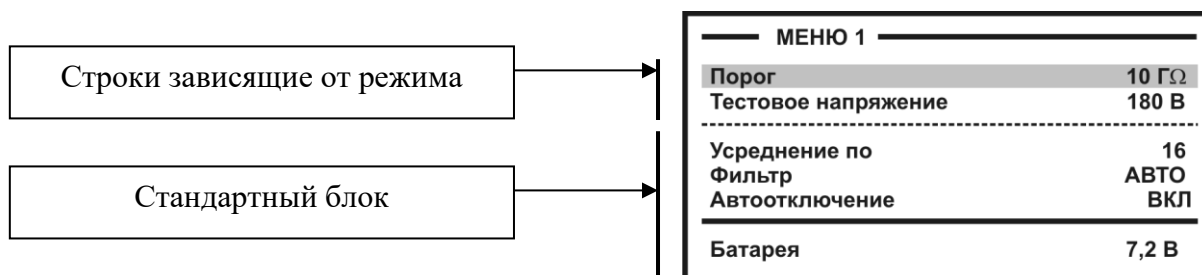 Строки зависящие от режима
Стандартный блок
МЕНЮ 1
Порог 10 ГΩ
Тестовое напряжение 180 В
Усреднение по 16
Фильтр АВТО
Автоотключение ВКЛ
Батарея 7,2 В